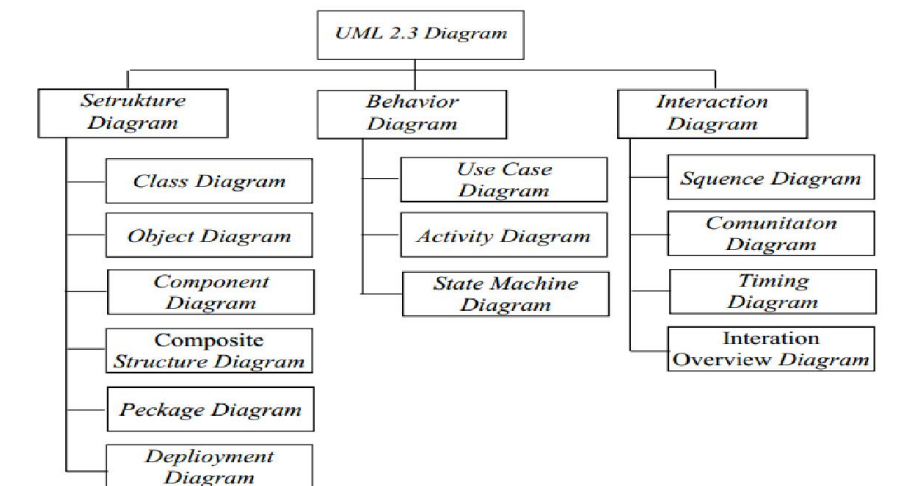 UML 2.3 Diagram
Setrukture
Diagram
Class Diagram
Object Diagram
Component
Diagram
Composite
Structure Diagram
Peckage Diagram
Deplioyment
Diagram
Behavior
Diagram
Use Case
Diagram
Activity Diagram
State Machine
Diagram
Interaction
Diagram
Squence Diagram
Comunitaton
Diagram
Timing
Diagram
Interation
Overview Diagram